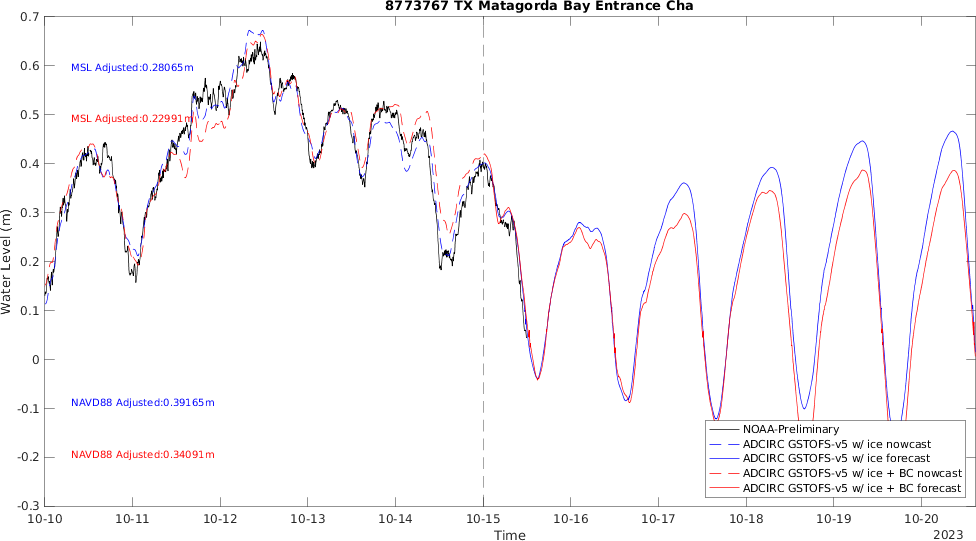 8773767 TX Matagorda Bay Entrance Cha
0.7
0.6
0.5
0.4
0.3
0.2
0.1
0
-0.1
-0.2
-0.3
Water Level (m)
MSL Adjusted:0.28065m
MSL Adjusted:0.22991m
NAVD88 Adjusted:0.39165m
NAVD88 Adjusted:0.34091m
NOAA-Preliminary
ADCIRC GSTOFS-v5 w/ ice nowcast
ADCIRC GSTOFS-v5 w/ ice forecast
ADCIRC GSTOFS-v5 w/ ice + BC nowcast
ADCIRC GSTOFS-v5 w/ ice + BC forecast
10-10 10-11 10-12 10-13 10-14 10-15 10-16 10-17 10-18 10-19 10-20
Time
2023